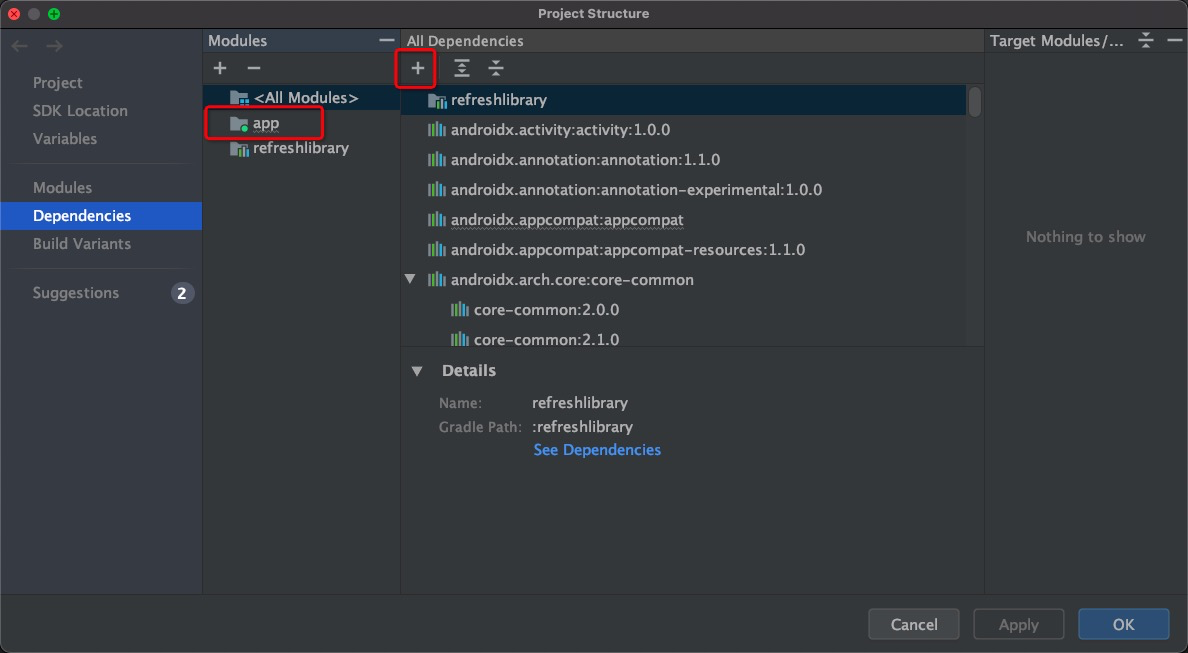 Project Structure
Project
SDK Location
Variables
Modules
Dependencies
Build Variants
Suggestions
2
Modules
<All Modules>
app
refreshlibrary
All Dependencies
refreshlibrary
androidx.activity:activity:1.0.0
androidx.annotation:annotation:1.1.0
androidx.annotation:annotation-experimental:1.0.0
androidx.appcompat:appcompat
androidx.appcompat:appcompat-resources:1.1.0
androidx.arch.core:core-common
core-common:2.0.0
core-common:2.1.0
Details
Name: refreshlibrary
Gradle Path: :refreshlibrary
See Dependencies
Target Modules/...
Nothing to show
Cancel
Apply
OK